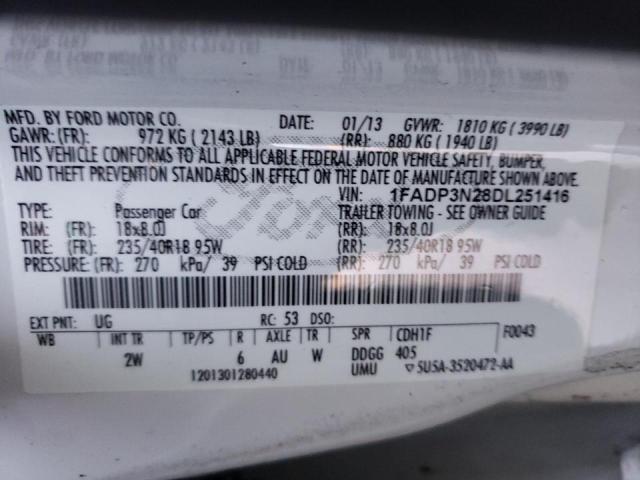 MFD. BY FORD MOTOR CO. DATE: 01/13 GVWR: 1810 KG ( 3990 LB)
GAWR: (FR): 972 KG ( 2143 LB) (RR): 880 KG ( 1940 LB)
THIS VEHICLE CONFORMS TO ALL APPLICABLE FEDERAL MOTOR VEHICLE SAFETY, BUMPER,
AND THEFT PREVENTION STANDARDS IN EFFECT ON THE DATE OF MANUFACTURE SHOWN ABOVE.
VIN: 1FADP3N28DL251416
TYPE: Passenger Car TRAILER TOWING - SEE OWNER GUIDE
RIM: (FR): 18x8.0J (RR): 18x8.0J
TIRE: (FR): 235/40R18 95W (RR): 235/40R18 95W
PRESSURE: (FR): 270 kPa/ 39 PSI COLD (RR): 270 kPa/ 39 PSI COLD
Ford
EXT PNT: UG RC: 53 DSO:
WB INT TR TP/PS R AXLE TR SPR CDH1F F0043
2W 6 AU W DDGG 405
1201301280440 UMU ▽5U5A-3520472-AA